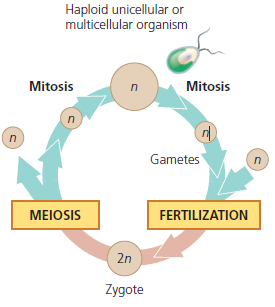 Haploid unicellular or
multicellular organism
Mitosis
n
Mitosis
n
n
n
Gametes
n
MEIOSIS
FERTILIZATION
2n
Zygote